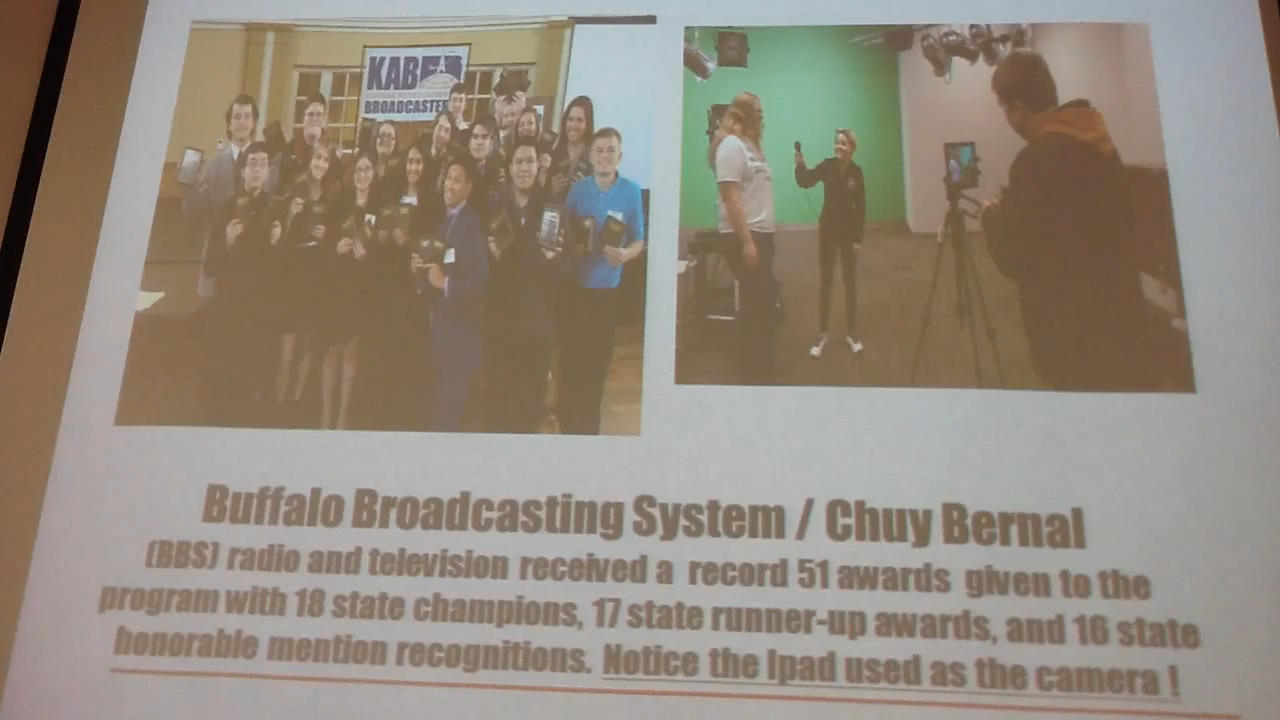 KAB
BROADCASTE
Buffalo Broadcasting System / Chuy Bernal
(BBS) radio and television received a record 51 awards given to the
program with 18 state champions, 17 state runner-up awards, and 16 state
honorable mention recognitions. Notice the Ipad used as the camera !